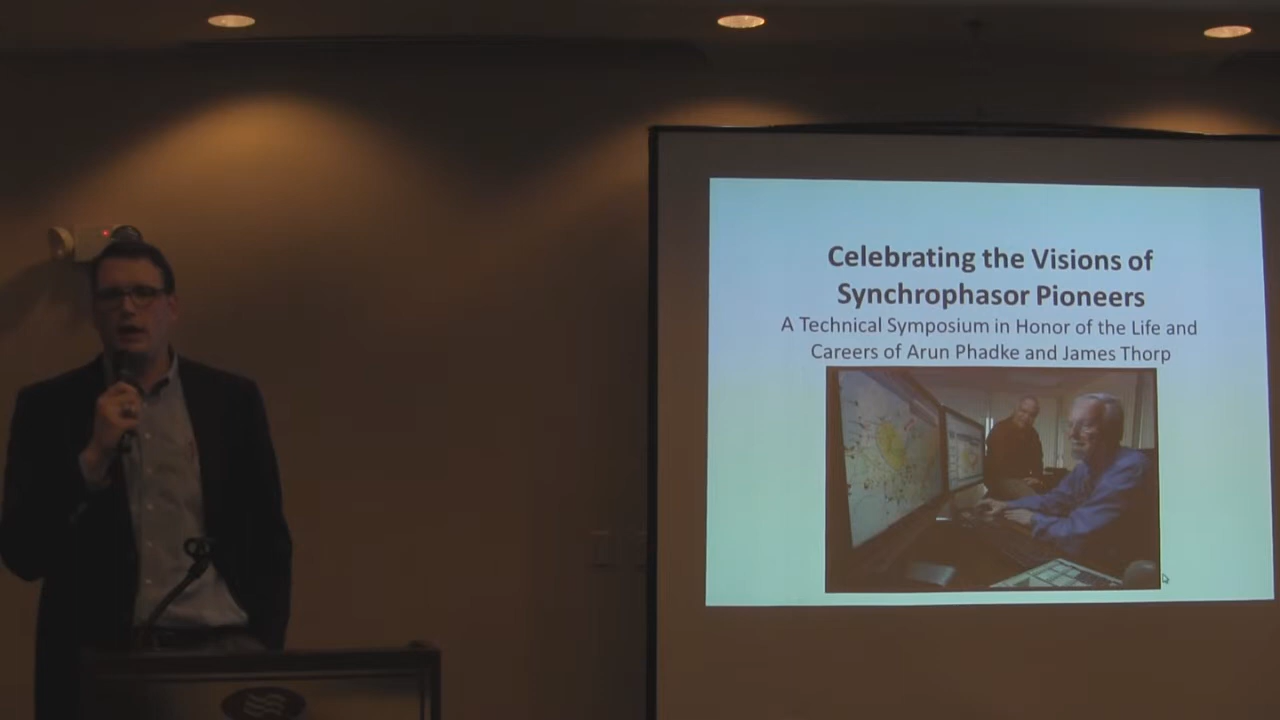 Celebrating the Visions of
Synchrophasor Pioneers
A Technical Symposium in Honor of the Life and
Careers of Arun Phadke and James Thorp